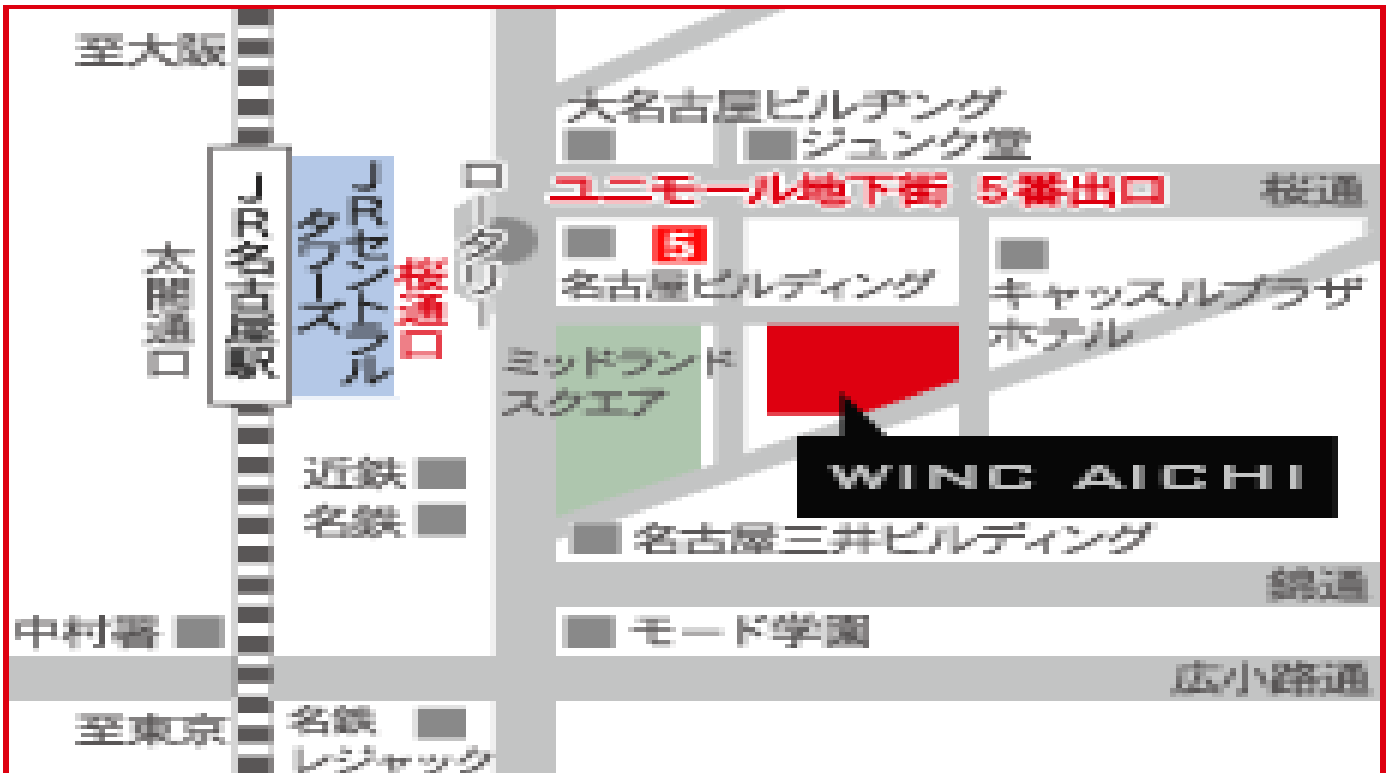 至大阪
大名古屋ビルヂング
ジュンク堂
JR名古屋駅
JRセントラル
タワーズ
ロータリー
ユニモール地下街 5番出口
桜通
太閤通口
桜通口
5
名古屋ビルディング
キャッスルプラザ
ホテル
ミッドランド
スクエア
WINC AICHI
近鉄
名鉄
名古屋三井ビルディング
錦通
中村署
モード学園
広小路通
至東京
名鉄
レジャック